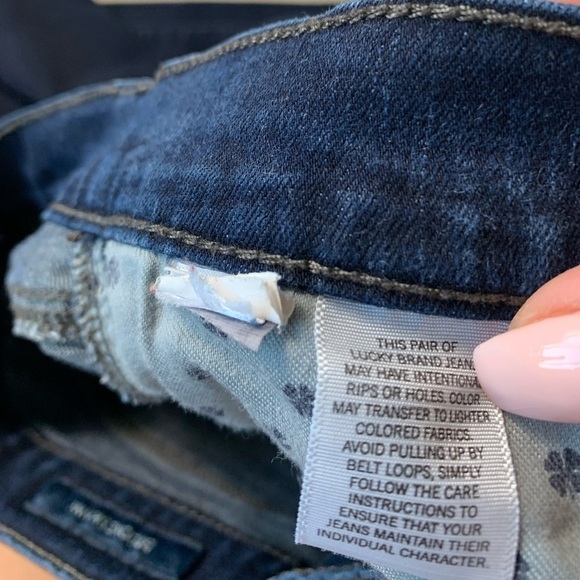 THIS PAIR OF
LUCKY BRAND JEANS
MAY HAVE INTENTIONA
RIPS OR HOLES. COLOR
MAY TRANSFER TO LIGHTER
COLORED FABRICS.
AVOID PULLING UP BY
BELT LOOPS, SIMPLY
FOLLOW THE CARE
INSTRUCTIONS TO
ENSURE THAT YOUR
JEANS MAINTAIN THEIR
INDIVIDUAL CHARACTER.